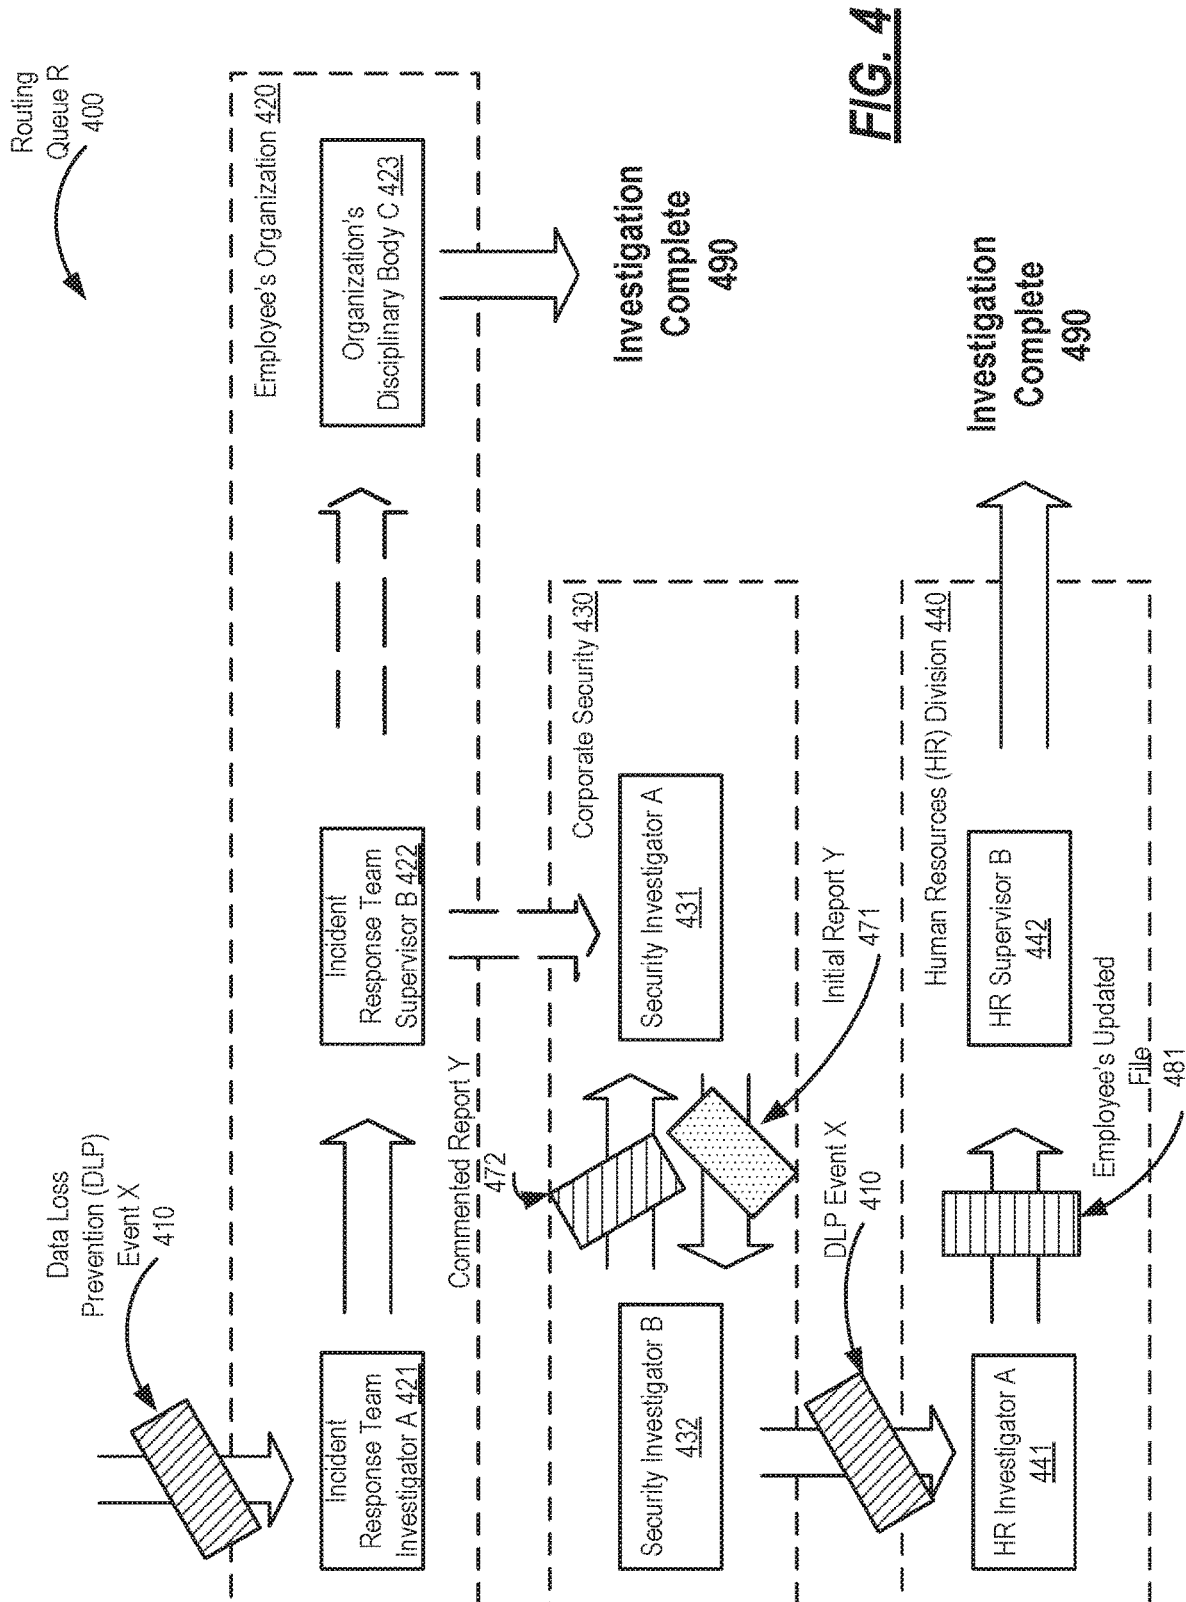 Routing
Queue R
400
Data Loss
Prevention (DLP)
Event X
410
Employee's Organization 420
Incident
Response Team
Investigator A 421
Incident
Response Team
Supervisor B 422
Organization's
Disciplinary Body C 423
Investigation
Complete
490
Commented Report Y
472
Corporate Security 430
Security Investigator B
432
Security Investigator A
431
Initial Report Y
471
DLP Event X
410
Human Resources (HR) Division 440
HR Investigator A
441
HR Supervisor B
442
Employee's Updated
File
481
Investigation
Complete
490
FIG. 4